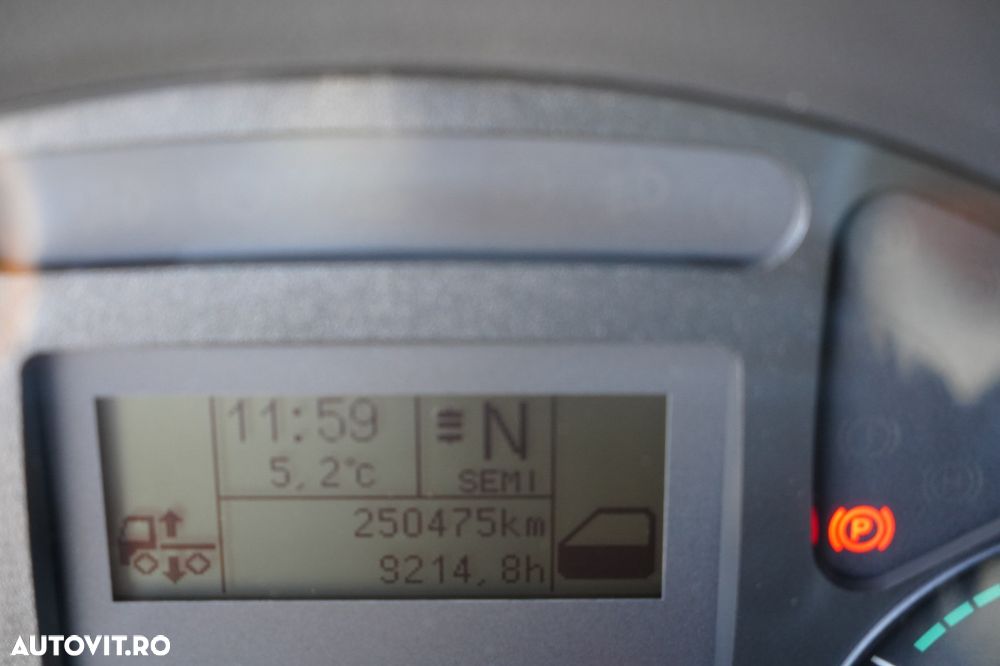 11:59
N
5,2°C
SEMI
250475km
9214,8h
P
AUTOVIT.RO